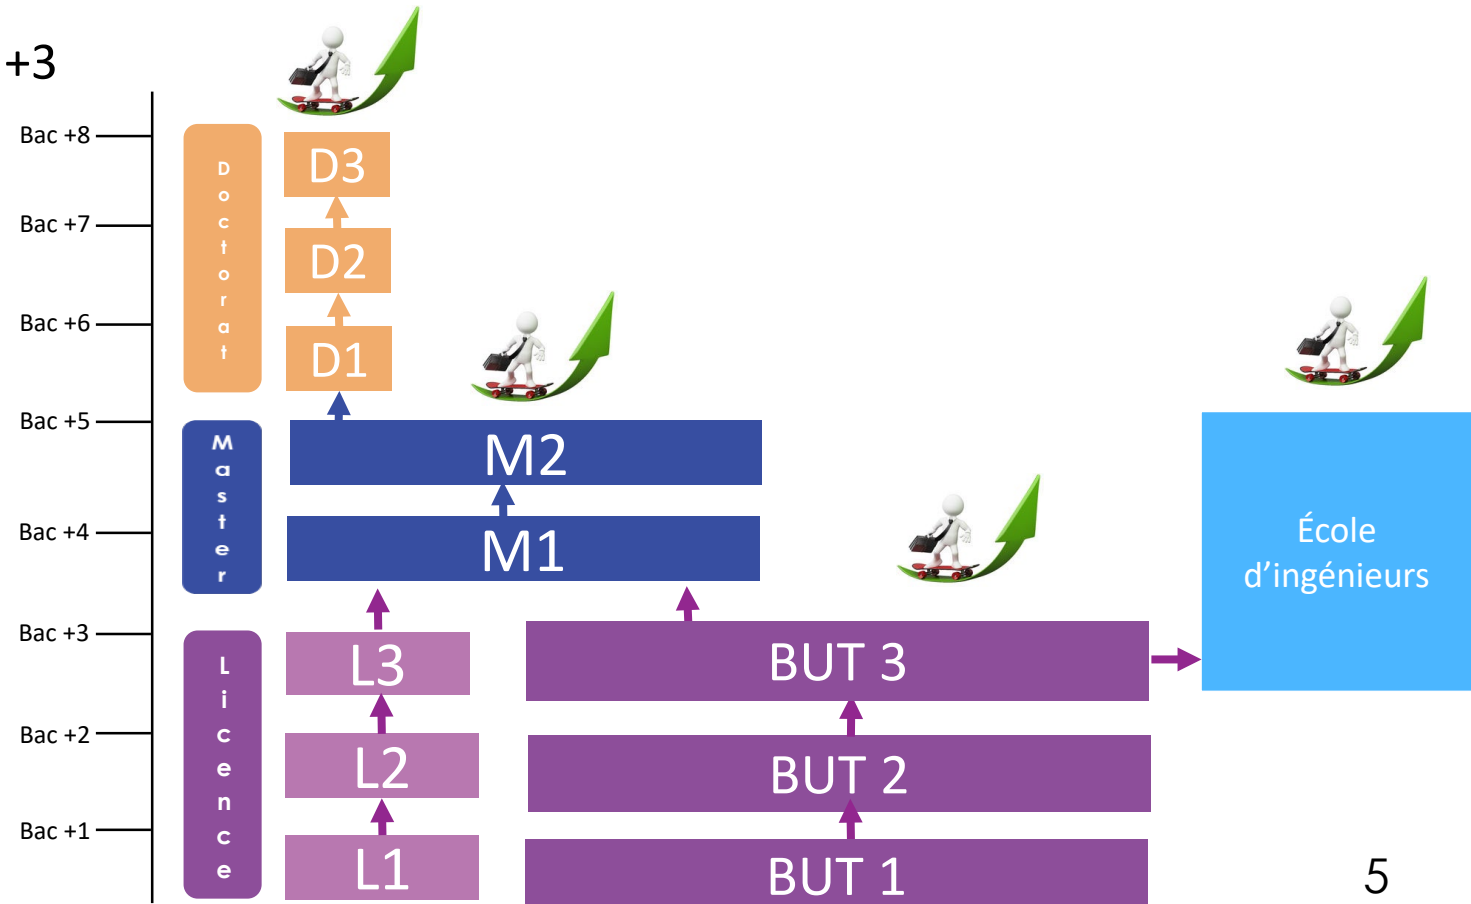 +3
Bac +8
Bac +7
Bac +6
Bac +5
Bac +4
Bac +3
Bac +2
Bac +1
Doctorat
Master
Licence
D3
D2
D1
M2
M1
L3
L2
L1
BUT 3
BUT 2
BUT 1
École
d’ingénieurs
5